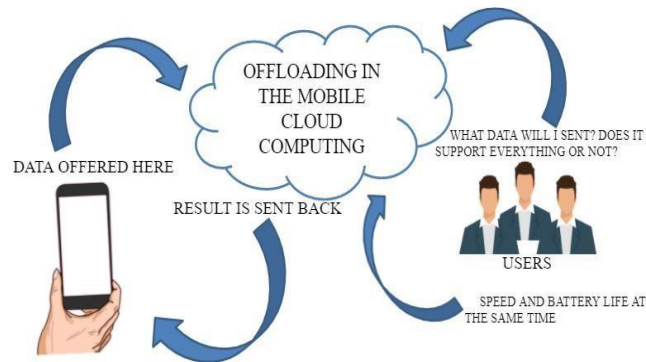 OFFLOADING IN
THE MOBILE
CLOUD
COMPUTING
WHAT DATA WILL I SENT? DOES IT
SUPPORT EVERYTHING OR NOT?
DATA OFFERED HERE
RESULT IS SENT BACK
USERS
SPEED AND BATTERY LIFE AT
THE SAME TIME